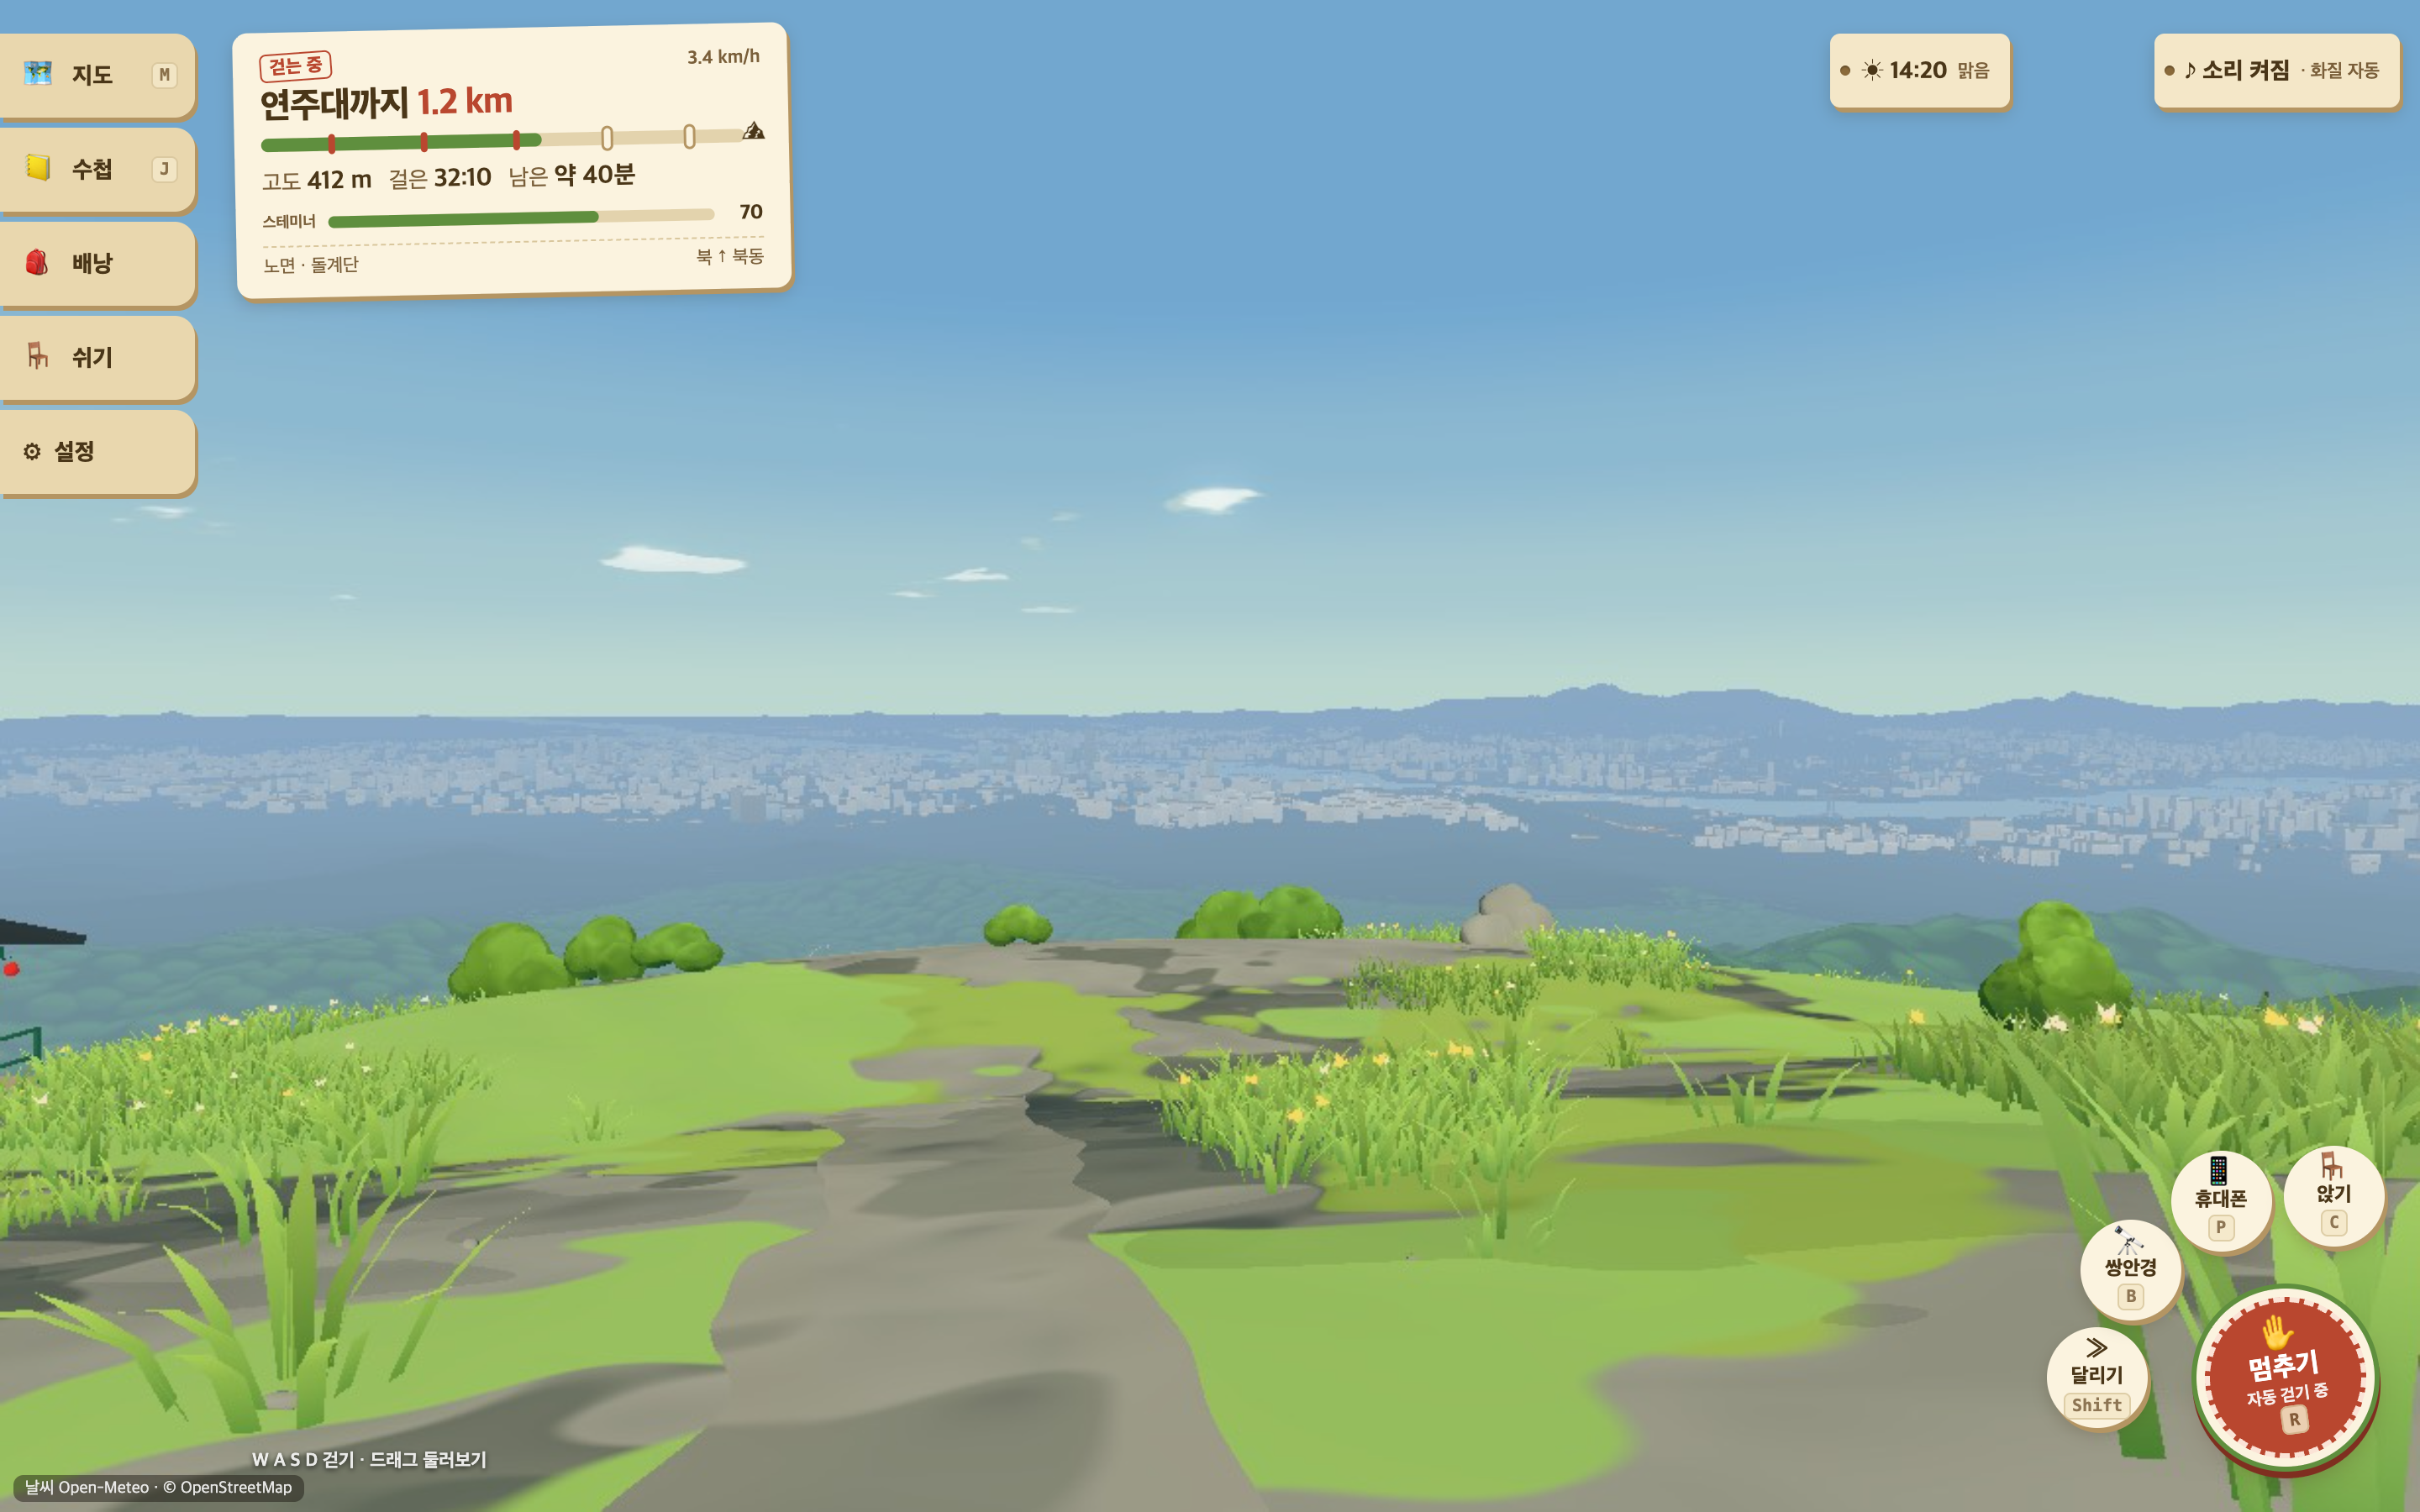 지도 M
수첩 J
배낭
쉬기
설정
걷는 중
3.4 km/h
연주대까지 1.2 km
고도 412 m 걸은 32:10 남은 약 40분
스테미너 70
노면 · 돌계단
북 ↑ 북동
14:20 맑음
♪ 소리 켜짐 · 화질 자동
휴대폰
P
앉기
C
쌍안경
B
달리기
Shift
멈추기
자동 걷기 중
R
W A S D 걷기 · 드래그 둘러보기
날씨 Open-Meteo · © OpenStreetMap